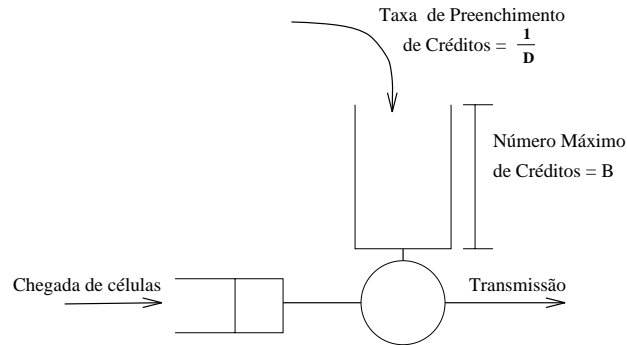 Taxa de Preenchimento
de Créditos = 1
D
Número Máximo
de Créditos = B
Chegada de células
Transmissão